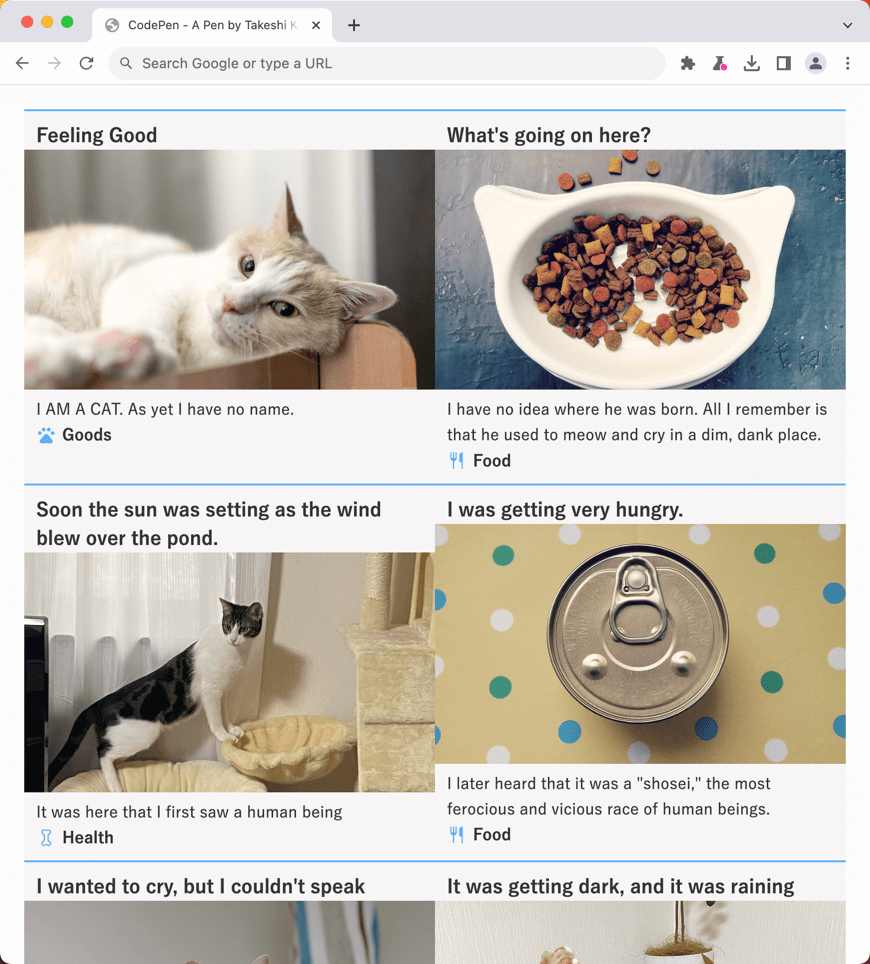 CodePen - A Pen by Takeshi K
Search Google or type a URL
Feeling Good
I AM A CAT. As yet I have no name.
Goods
What's going on here?
I have no idea where he was born. All I remember is
that he used to meow and cry in a dim, dank place.
Food
Soon the sun was setting as the wind
blew over the pond.
It was here that I first saw a human being
Health
I was getting very hungry.
I later heard that it was a "shosei," the most
ferocious and vicious race of human beings.
Food
I wanted to cry, but I couldn't speak
It was getting dark, and it was raining